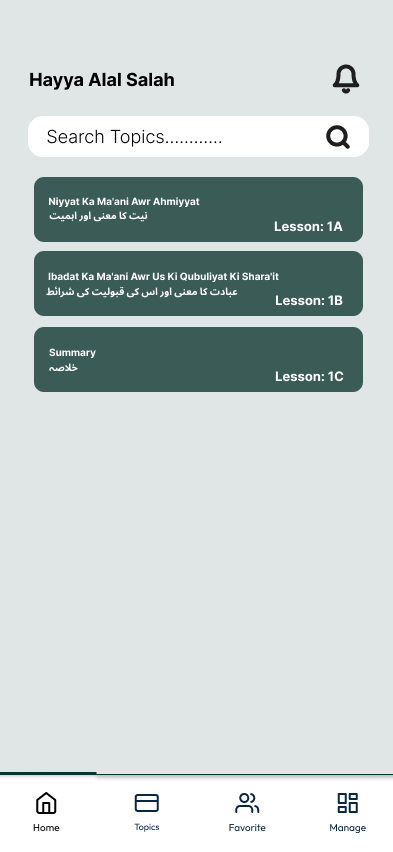 Hayya Alal Salah
Search Topics............
Niyyat Ka Ma'ani Awr Ahmiyyat
نیت کا معنی اور اہمیت
Lesson: 1A
Ibadat Ka Ma'ani Awr Us Ki Qubuliyat Ki Shara'it
عبادت کا معنی اور اس کی قبولیت کی شرائط
Lesson: 1B
Summary
خلاصہ
Lesson: 1C
Home
Topics
Favorite
Manage